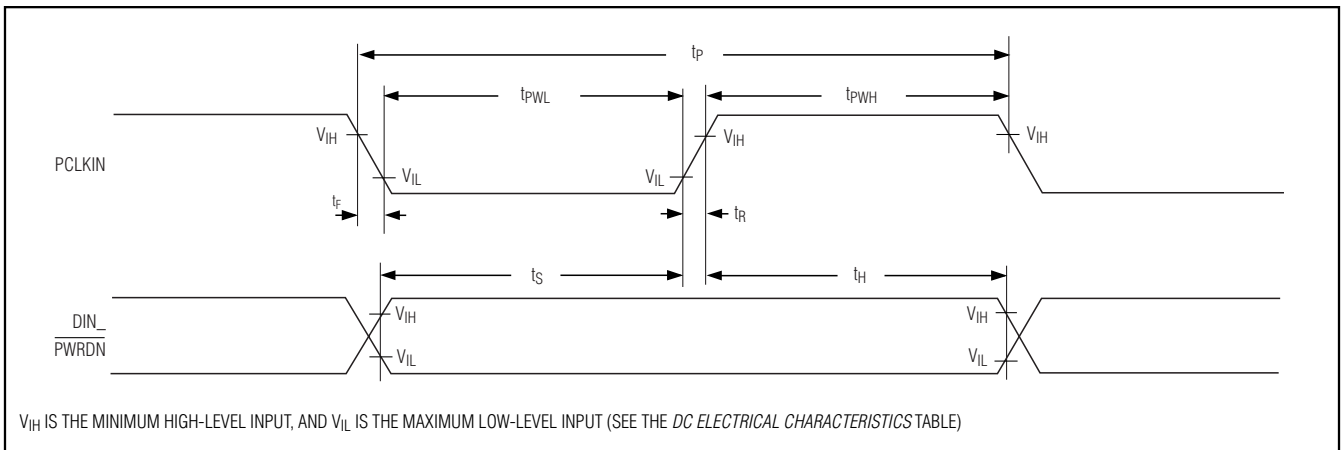 tP
tPWL
tPWH
VIH
VIH
VIH
PCLKIN
VIL
VIL
tF
tR
tS
tH
DIN_
VIH
VIH
PWRDN
VIL
VIL
VIH IS THE MINIMUM HIGH-LEVEL INPUT, AND VIL IS THE MAXIMUM LOW-LEVEL INPUT (SEE THE DC ELECTRICAL CHARACTERISTICS TABLE)